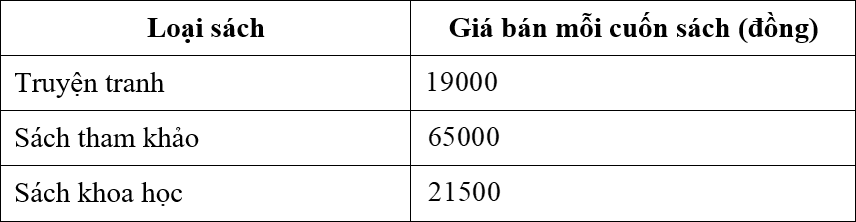 Loại sách Giá bán mỗi cuốn sách (đồng)
Truyện tranh 19000
Sách tham khảo 65000
Sách khoa học 21500